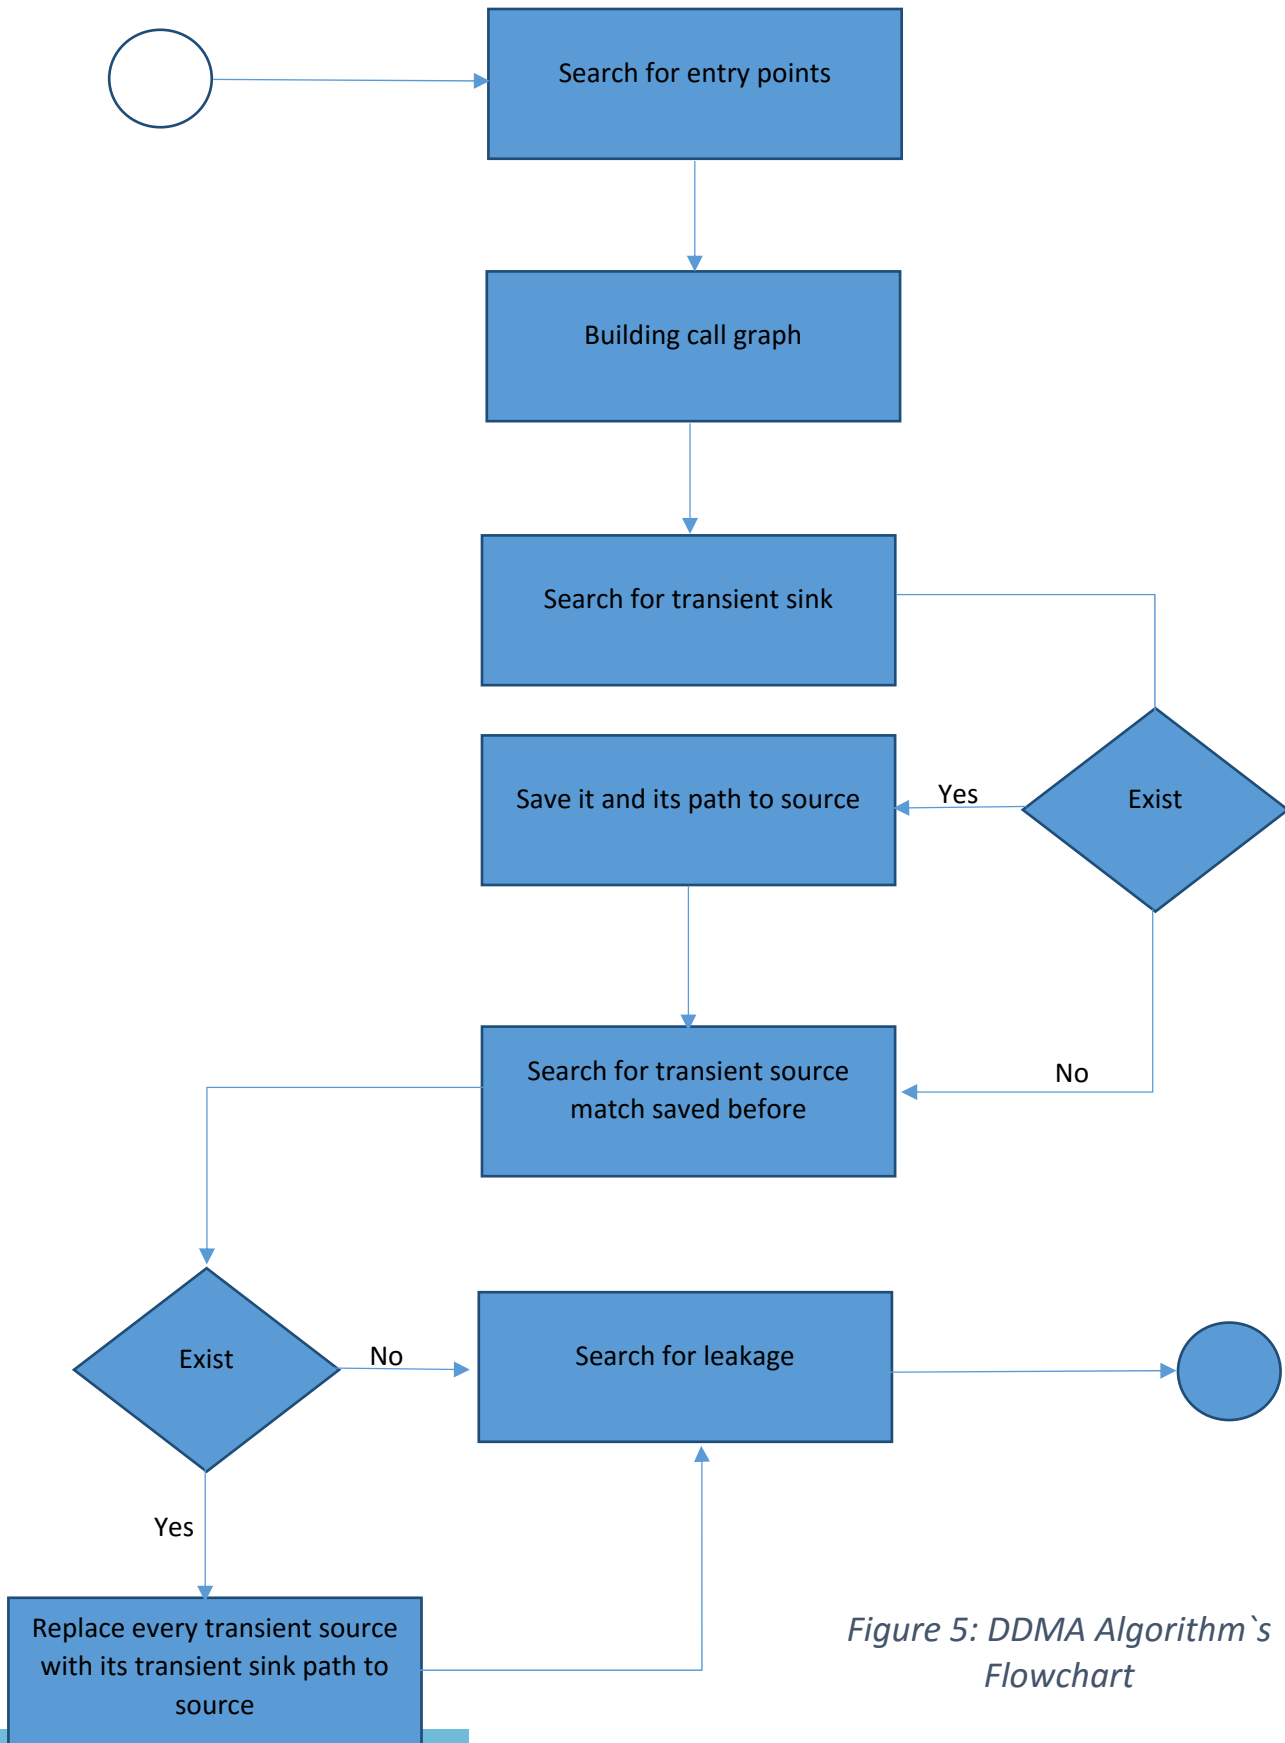 Search for entry points
Building call graph
Search for transient sink
Save it and its path to source
Yes
Exist
Search for transient source
match saved before
No
Exist
No
Search for leakage
Yes
Replace every transient source
with its transient sink path to
source
Figure 5: DDMA Algorithm`s
Flowchart